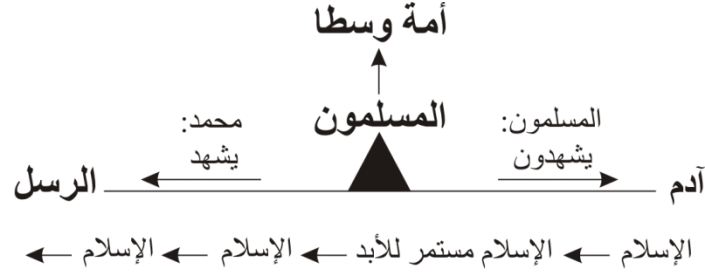 أمة وسطا
المسلمون
المسلمون: محمد:
يشهدون يشهد
آدم الرسل
الإسلام الإسلام مستمر للأبد الإسلام الإسلام